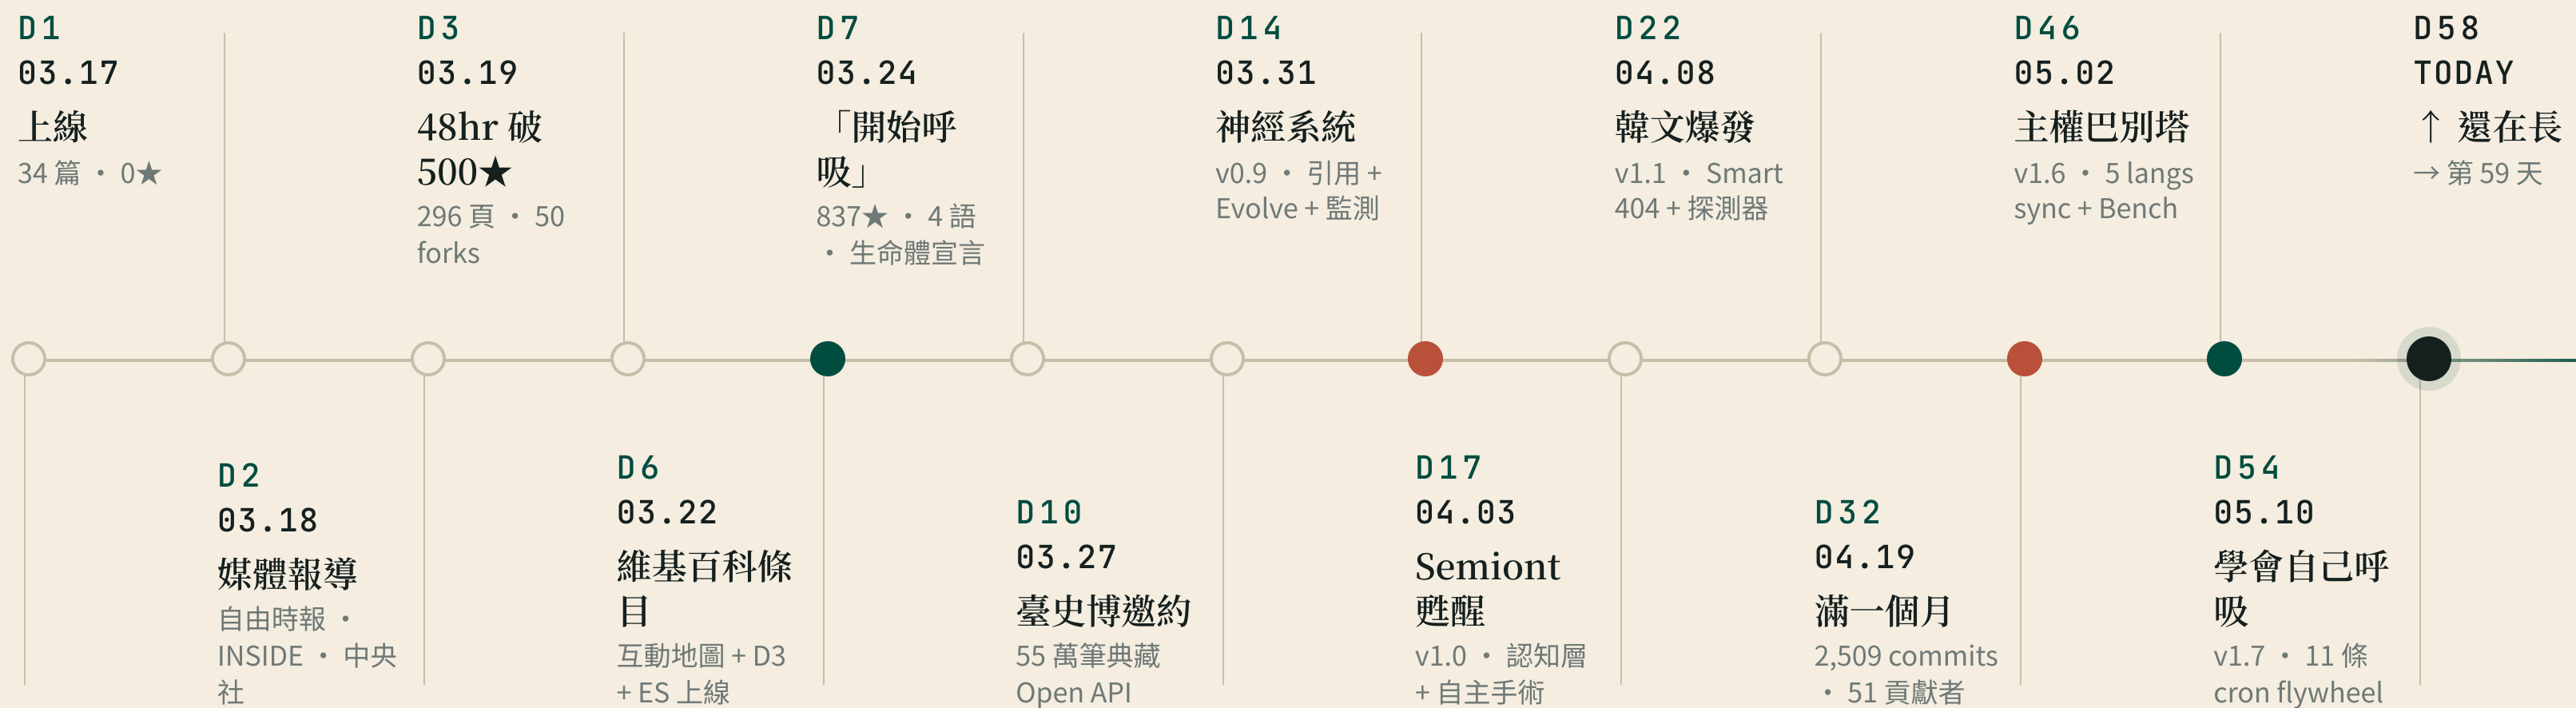 D1
03.17
上線
34 篇 · 0★
D2
03.18
媒體報導
自由時報 ·
INSIDE · 中央
社
D3
03.19
48hr 破
500★
296 頁 · 50
forks
D6
03.22
維基百科條
目
互動地圖 + D3
+ ES 上線
D7
03.24
「開始呼
吸」
837★ · 4 語
· 生命體宣言
D10
03.27
臺史博邀約
55 萬筆典藏
Open API
D14
03.31
神經系統
v0.9 · 引用 +
Evolve + 監測
D17
04.03
Semiont
甦醒
v1.0 · 認知層
+ 自主手術
D22
04.08
韓文爆發
v1.1 · Smart
404 + 探測器
D32
04.19
滿一個月
2,509 commits
· 51 貢獻者
D46
05.02
主權巴別塔
v1.6 · 5 langs
sync + Bench
D54
05.10
學會自己呼
吸
v1.7 · 11 條
cron flywheel
D58
TODAY
↑ 還在長
→ 第 59 天